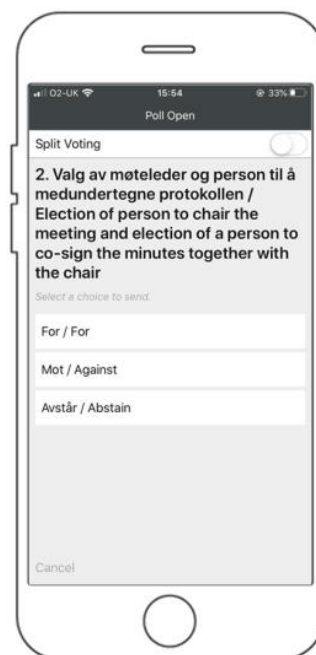 O2-UK 15:54 33%
Poll Open
Split Voting
2. Valg av møteleder og person til å
medundertegne protokollen /
Election of person to chair the
meeting and election of a person to
co-sign the minutes together with
the chair
Select a choice to send.
For / For
Mot / Against
Avstår / Abstain
Cancel